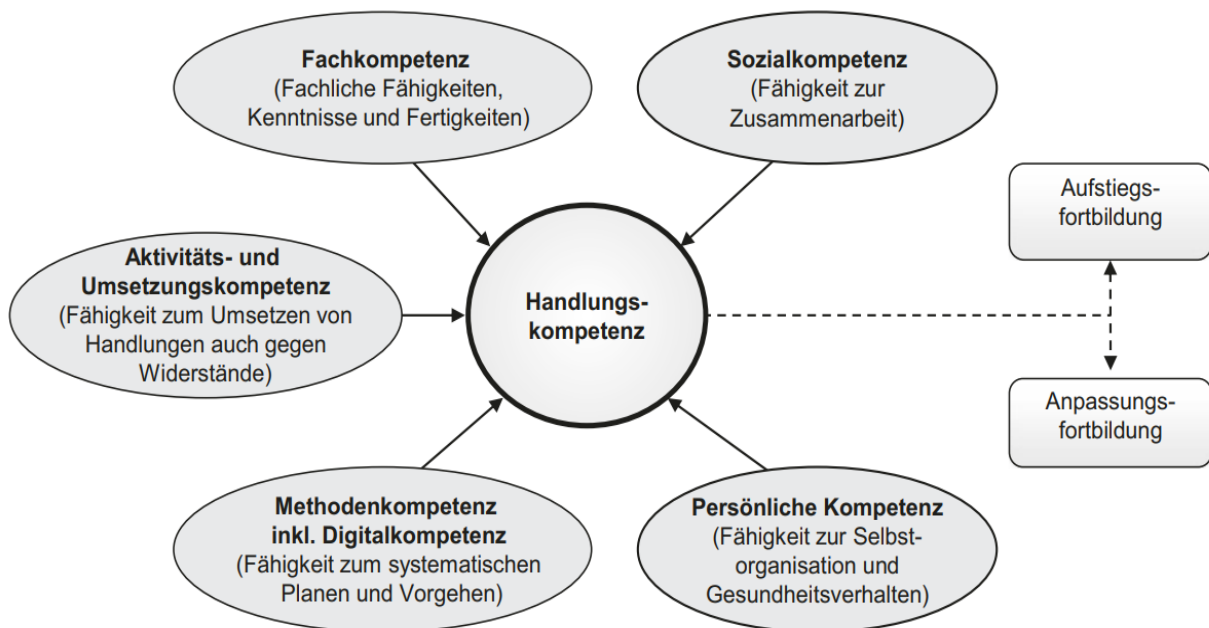 Fachkompetenz
(Fachliche Fähigkeiten,
Kenntnisse und Fertigkeiten)
Sozialkompetenz
(Fähigkeit zur
Zusammenarbeit)
Aufstiegs-
fortbildung
Aktivitäts- und
Umsetzungskompetenz
(Fähigkeit zum Umsetzen von
Handlungen auch gegen
Widerstände)
Handlungs-
kompetenz
Anpassungs-
fortbildung
Methodenkompetenz
inkl. Digitalkompetenz
(Fähigkeit zum systematischen
Planen und Vorgehen)
Persönliche Kompetenz
(Fähigkeit zur Selbst-
organisation und
Gesundheitsverhalten)